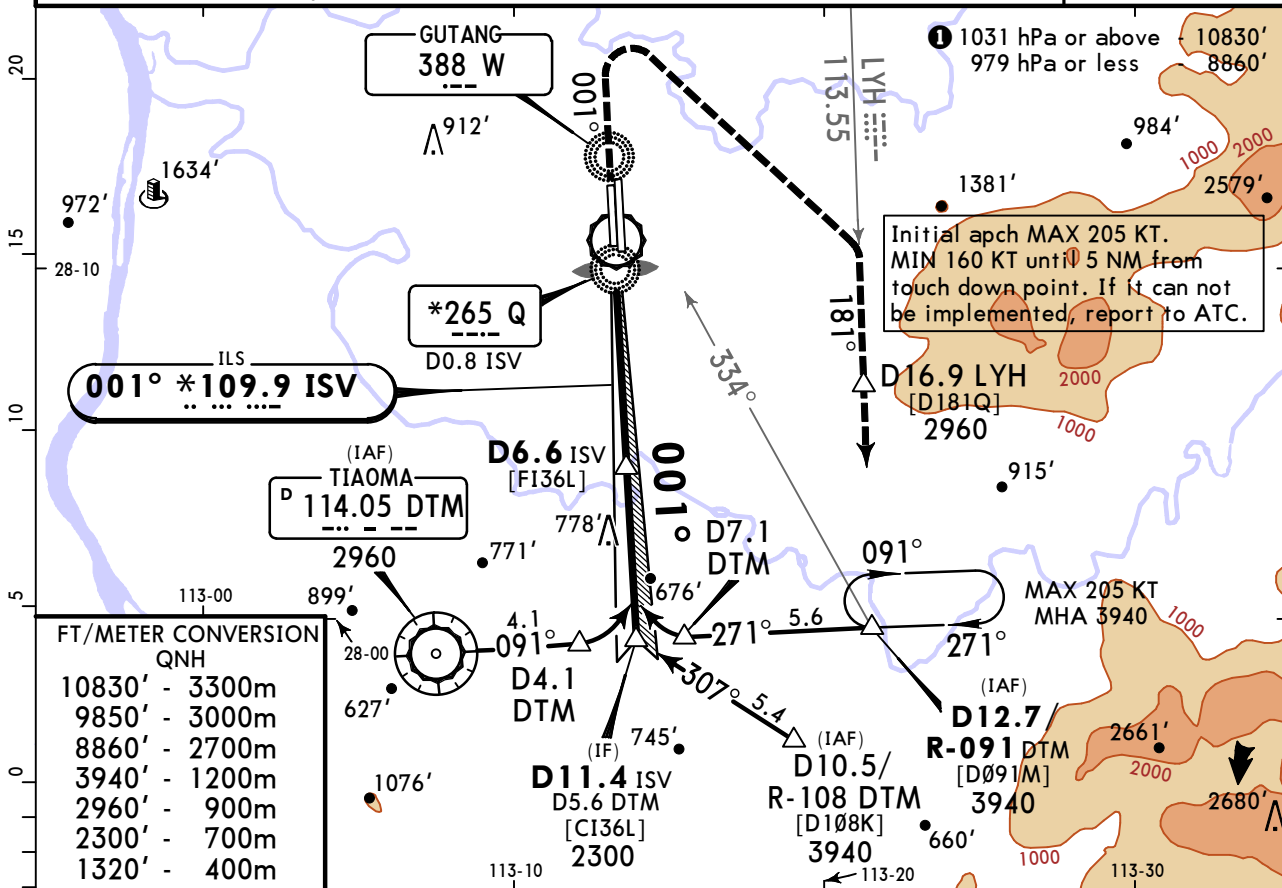 20
15
10
5
0
GUTANG
388 W
001°
912'
1634'
972'
28-10
LYH
113.55
❶ 1031 hPa or above - 10830'
979 hPa or less - 8860'
984'
1000
2000
2579'
1381'
Initial apch MAX 205 KT.
MIN 160 KT until 5 NM from
touch down point. If it can not
be implemented, report to ATC.
2000
1000
*265 Q
D0.8 ISV
ILS
001° *109.9 ISV
334°
181°
D16.9 LYH
[D181Q]
2960
915'
(IAF)
TIAOMA
D 114.05 DTM
2960
D6.6 ISV
[FI36L]
001°
778'
771'
676'
D7.1
DTM
091°
MAX 205 KT
MHA 3940
271°
113-00
899'
28-00
627'
4.1
091°
D4.1
DTM
271°
5.6
307°
5.4
(IF)
D11.4 ISV
D5.6 DTM
[CI36L]
2300
745'
(IAF)
D10.5/
R-108 DTM
[D108K]
3940
(IAF)
D12.7/
R-091 DTM
[D091M]
3940
660'
1000
2661'
2000
2680'
1000
1076'
113-10
113-20
113-30
FT/METER CONVERSION
QNH
10830' - 3300m
9850' - 3000m
8860' - 2700m
3940' - 1200m
2960' - 900m
2300' - 700m
1320' - 400m